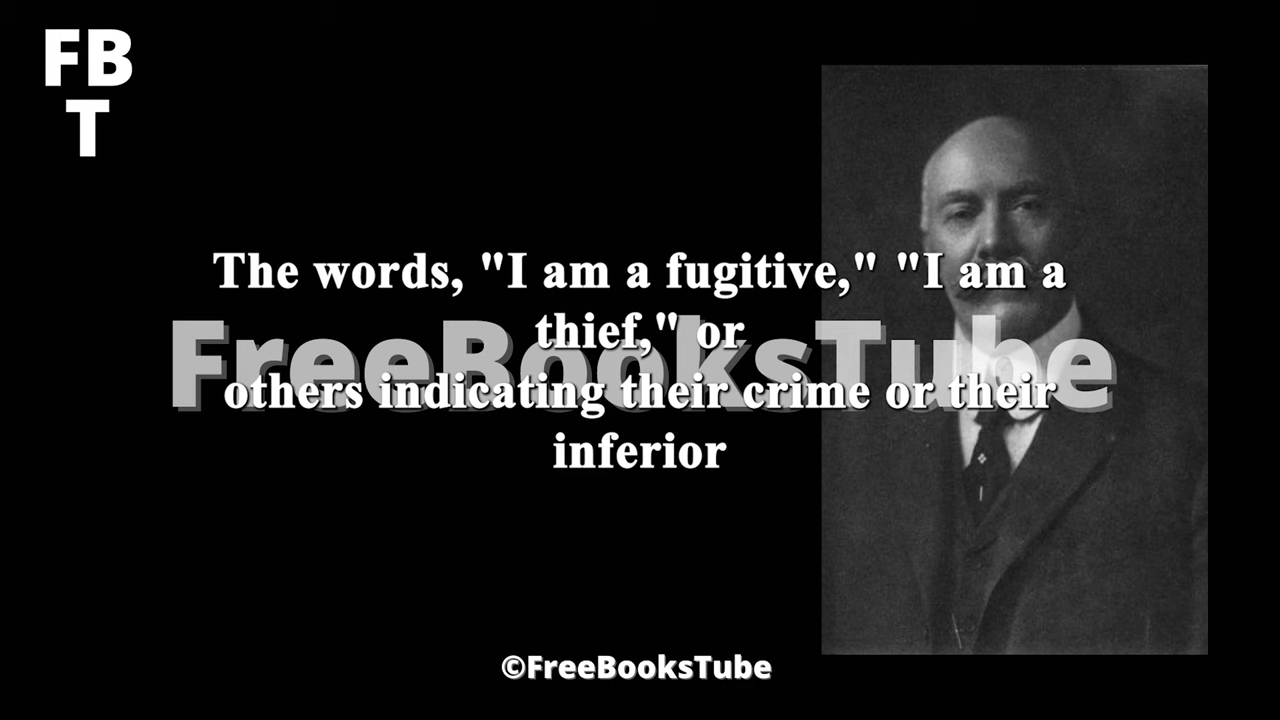 FB
T
The words, "I am a fugitive," "I am a
thief," or
FreeBooksTube
others indicating their crime or their
inferior
©FreeBooksTube